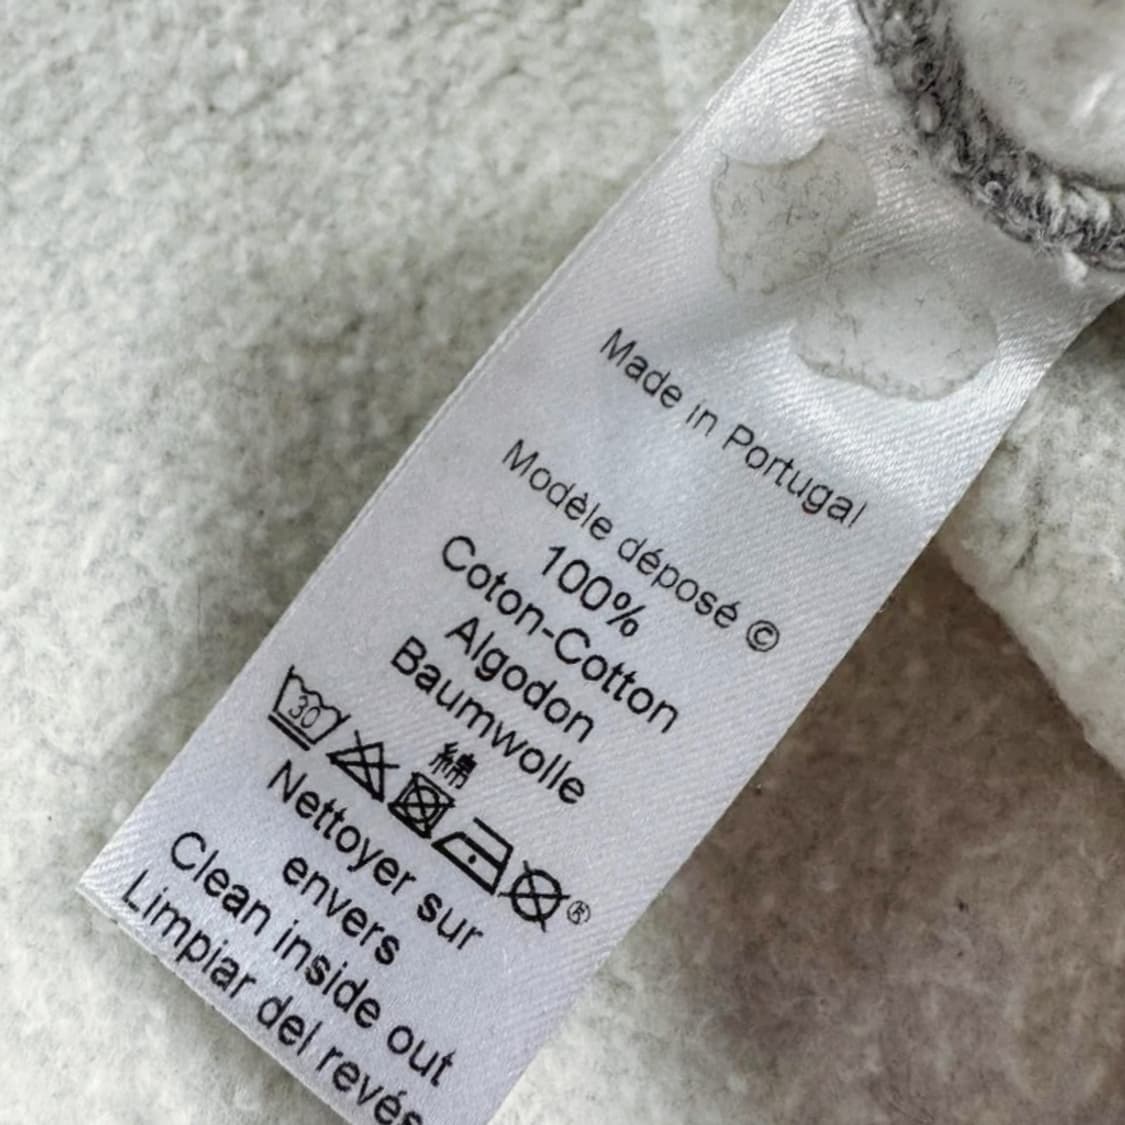 Made in Portugal
Modèle déposé ©
100%
Coton-Cotton
Algodon
Baumwolle
綿
30
®
Nettoyer sur
envers
Clean inside out
Limpiar del revés